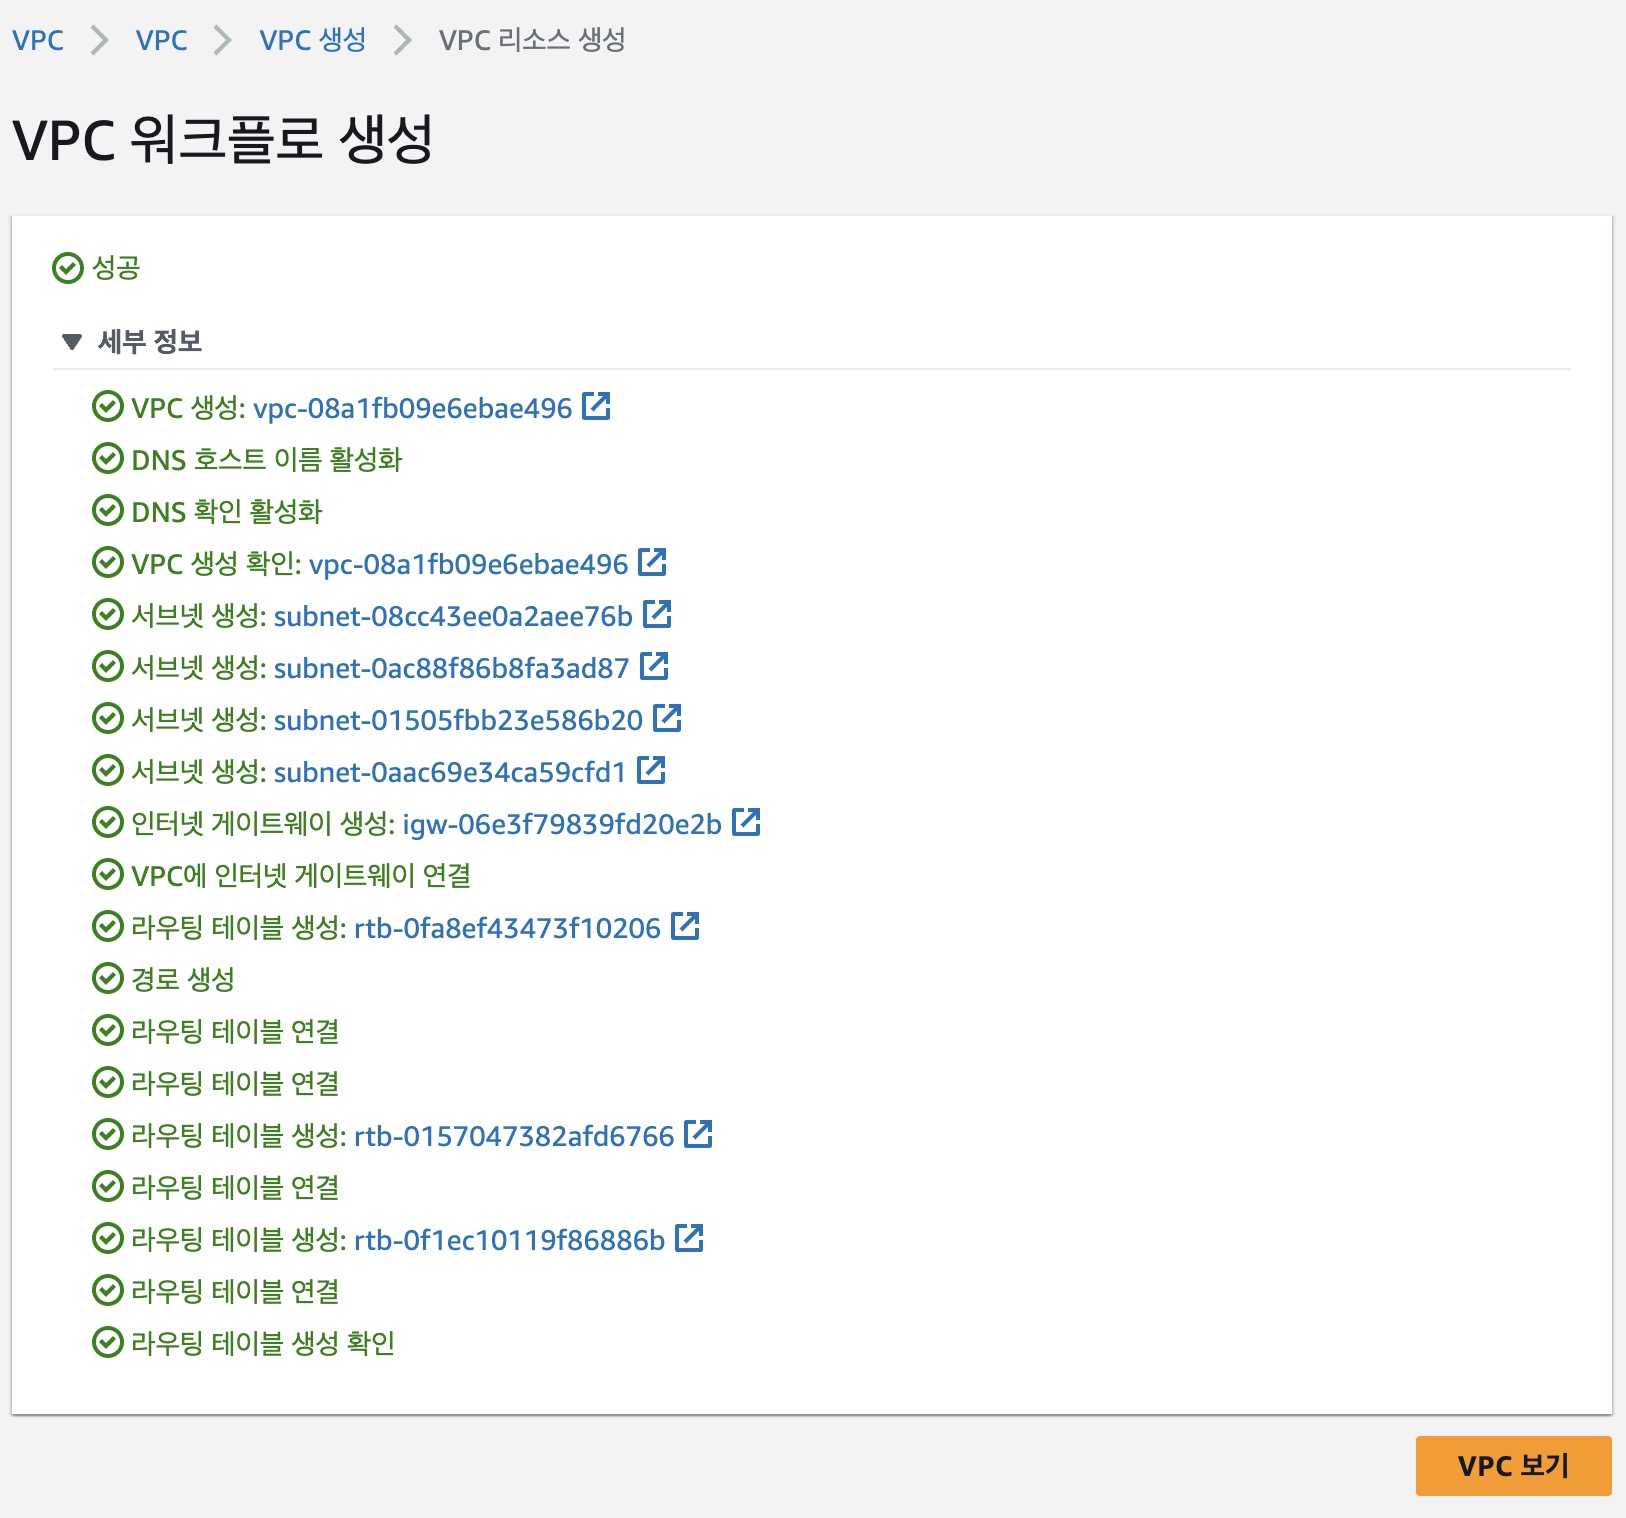 VPC > VPC > VPC 생성 > VPC 리소스 생성
VPC 워크플로 생성
성공
▼ 세부 정보
VPC 생성: vpc-08a1fb09e6ebae496
DNS 호스트 이름 활성화
DNS 확인 활성화
VPC 생성 확인: vpc-08a1fb09e6ebae496
서브넷 생성: subnet-08cc43ee0a2aee76b
서브넷 생성: subnet-0ac88f86b8fa3ad87
서브넷 생성: subnet-01505fbb23e586b20
서브넷 생성: subnet-0aac69e34ca59cfd1
인터넷 게이트웨이 생성: igw-06e3f79839fd20e2b
VPC에 인터넷 게이트웨이 연결
라우팅 테이블 생성: rtb-0fa8ef43473f10206
경로 생성
라우팅 테이블 연결
라우팅 테이블 연결
라우팅 테이블 생성: rtb-0157047382afd6766
라우팅 테이블 연결
라우팅 테이블 생성: rtb-0f1ec10119f86886b
라우팅 테이블 연결
라우팅 테이블 생성 확인
VPC 보기